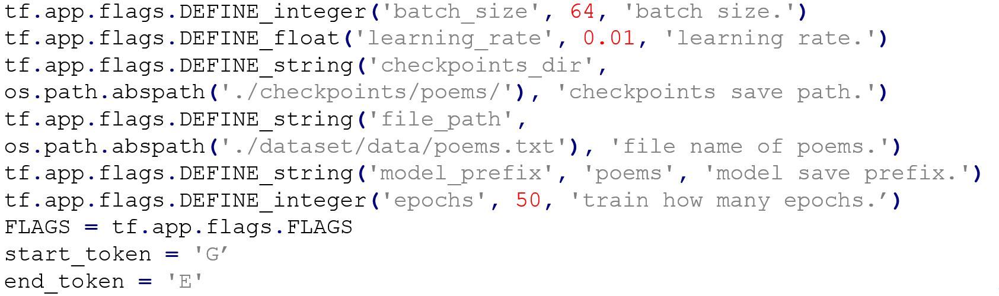 tf.app.flags.DEFINE_integer('batch_size', 64, 'batch size.')
tf.app.flags.DEFINE_float('learning_rate', 0.01, 'learning rate.')
tf.app.flags.DEFINE_string('checkpoints_dir',
os.path.abspath('./checkpoints/poems/'), 'checkpoints save path.')
tf.app.flags.DEFINE_string('file_path',
os.path.abspath('./dataset/data/poems.txt'), 'file name of poems.')
tf.app.flags.DEFINE_string('model_prefix', 'poems', 'model save prefix.')
tf.app.flags.DEFINE_integer('epochs', 50, 'train how many epochs.’)
FLAGS = tf.app.flags.FLAGS
start_token = 'G’
end_token = 'E'